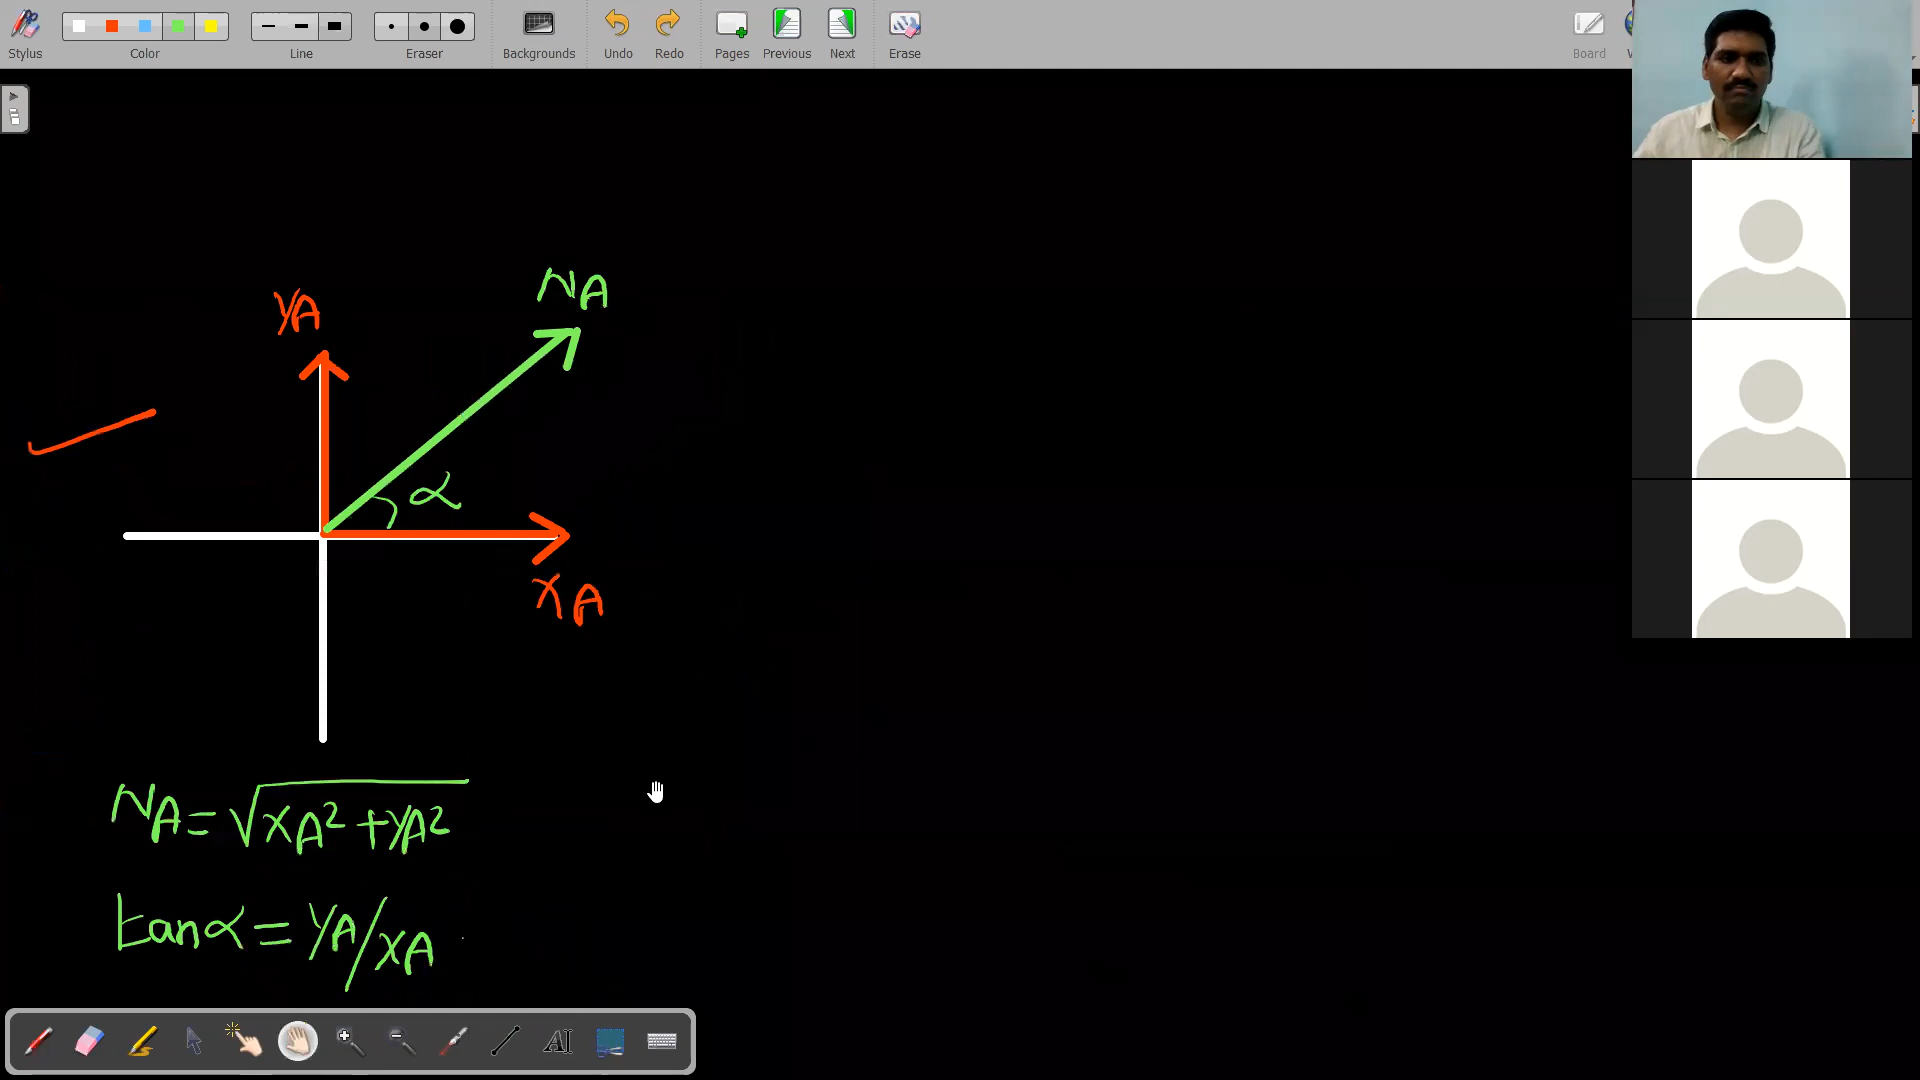 Stylus Color Line Eraser Backgrounds Undo Redo Pages Previous Next Erase Board
YA
NA
α
XA
NA = √XA² + YA²
tanα = YA/XA
AI